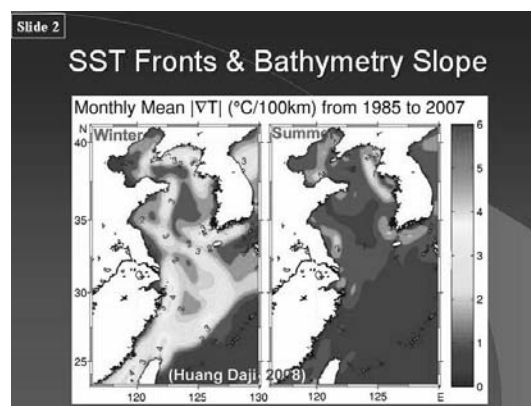 Slide 2
SST Fronts & Bathymetry Slope
Monthly Mean |∇T| (°C/100km) from 1985 to 2007
N
Winter
Summer
40
35
30
25
120
125
130
120
125
E
6
5
4
3
2
1
0
(Huang Daji, 2008)